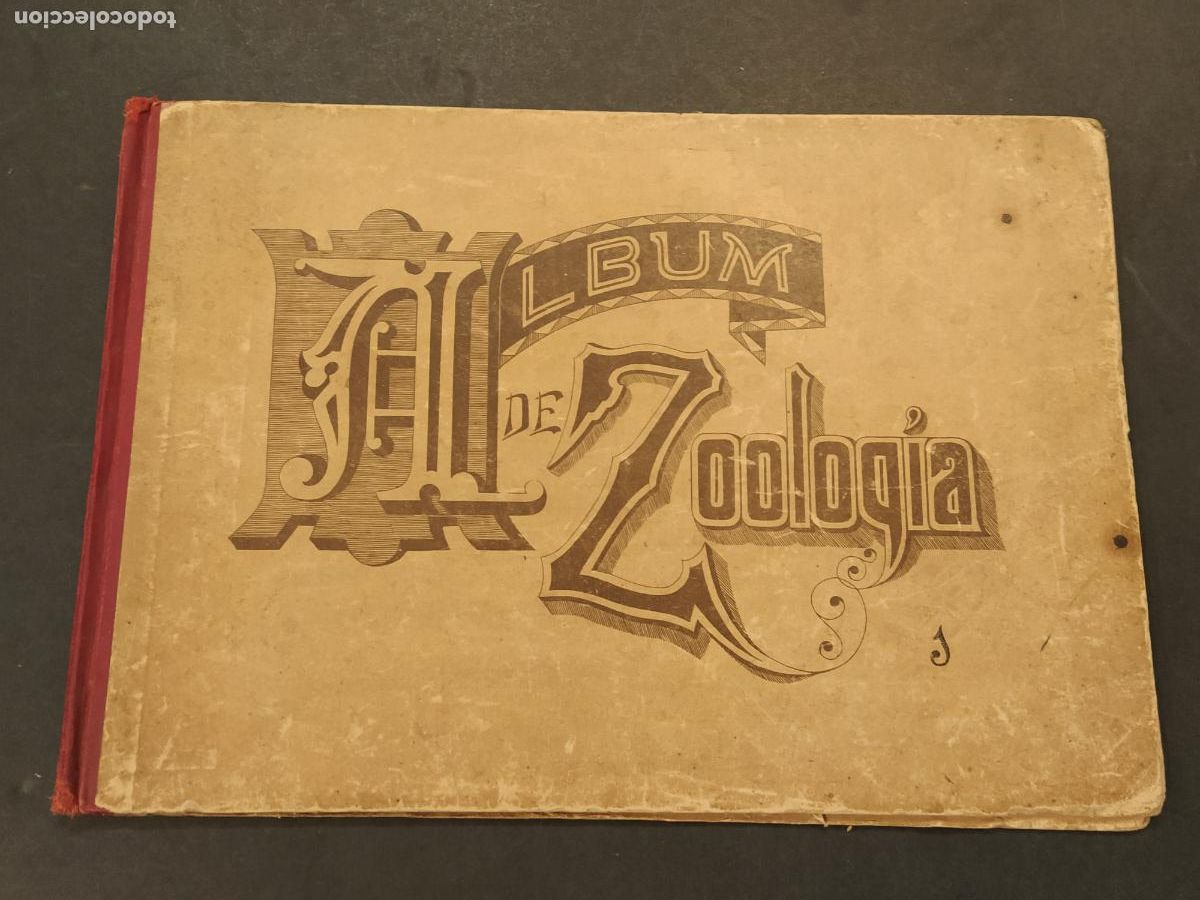 todocoleccion
ALBUM
DE Zoología
J